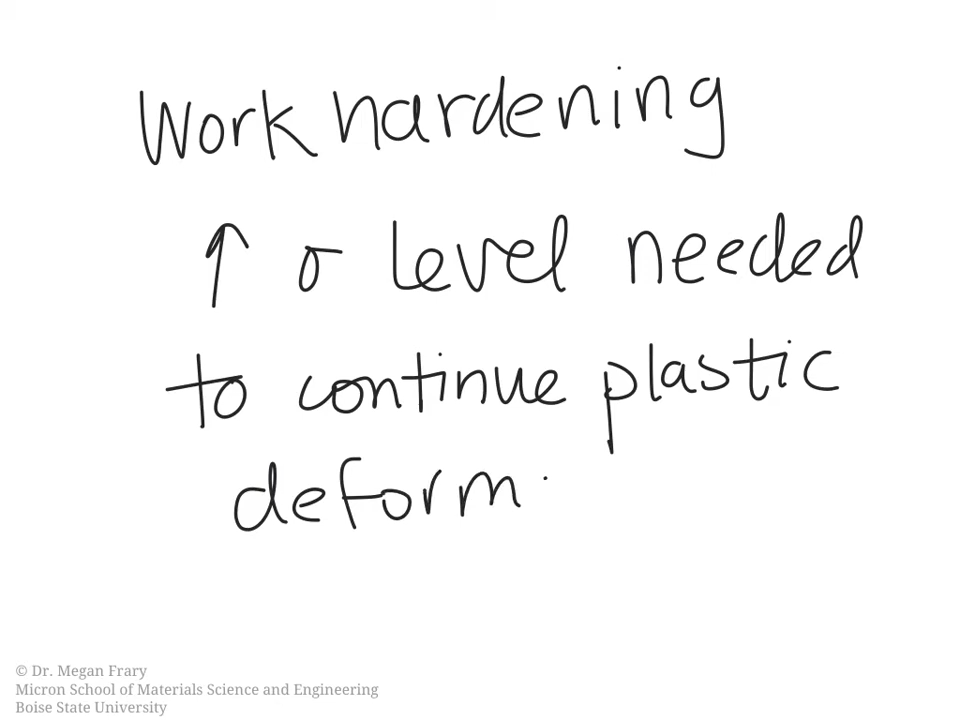 Work hardening
↑ σ level needed
to continue plastic
deform.
© Dr. Megan Frary
Micron School of Materials Science and Engineering
Boise State University